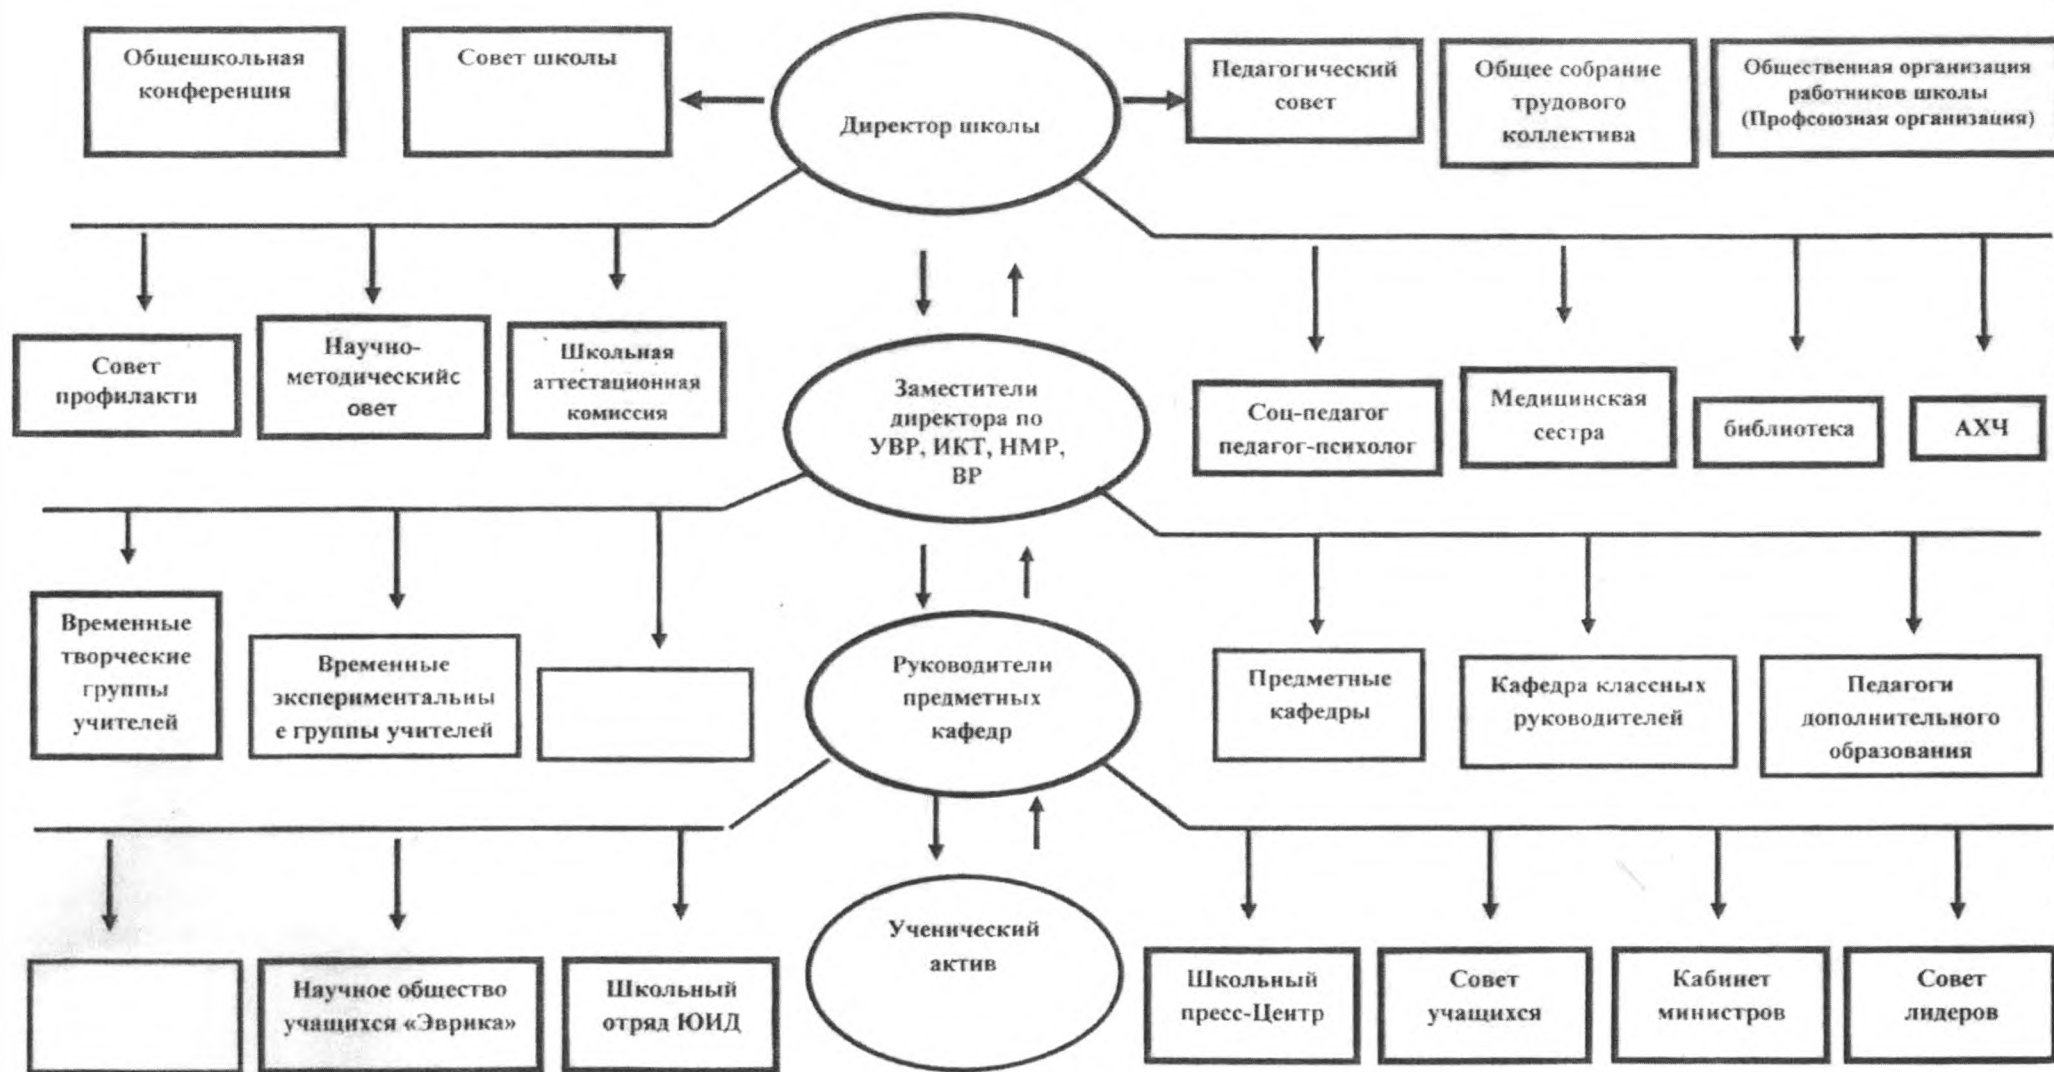 Общешкольная
конференция
Совет школы
Директор школы
Педагогический
совет
Общее собрание
трудового
коллектива
Общественная организация
работников школы
(Профсоюзная организация)
Совет
профилакти
Научно-
методическийс
овет
Школьная
аттестационная
комиссия
Заместители
директора по
УВР, ИКТ, НМР,
ВР
Соц-педагог
педагог-психолог
Медицинская
сестра
библиотека
АХЧ
Временные
творческие
группы
учителей
Временные
экспериментальны
е группы учителей
Руководители
предметных
кафедр
Предметные
кафедры
Кафедра классных
руководителей
Педагоги
дополнительного
образования
Научное общество
учащихся «Эврика»
Школьный
отряд ЮИД
Ученический
актив
Школьный
пресс-Центр
Совет
учащихся
Кабинет
министров
Совет
лидеров